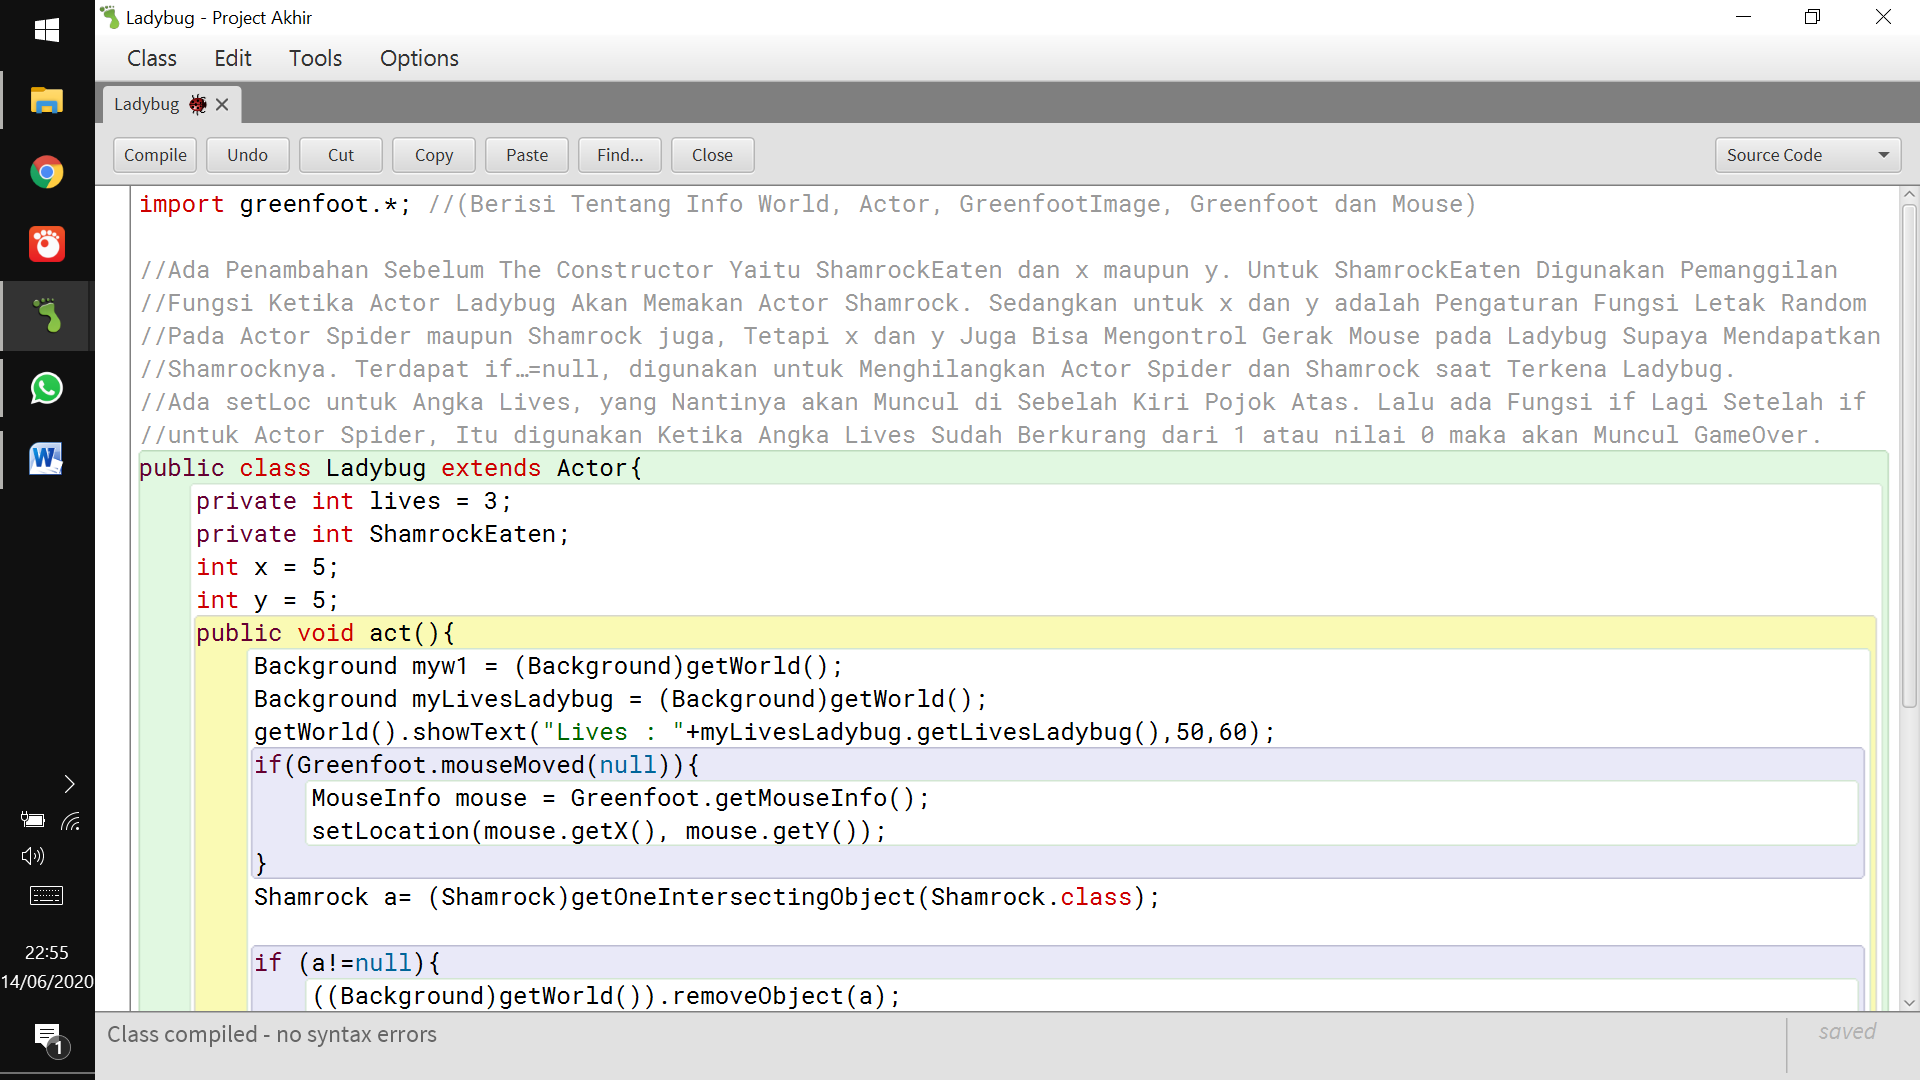 Ladybug - Project Akhir
Class Edit Tools Options
Ladybug
Compile Undo Cut Copy Paste Find... Close Source Code
import greenfoot.*; //(Berisi Tentang Info World, Actor, GreenfootImage, Greenfoot dan Mouse)
//Ada Penambahan Sebelum The Constructor Yaitu ShamrockEaten dan x maupun y. Untuk ShamrockEaten Digunakan Pemanggilan
//Fungsi Ketika Actor Ladybug Akan Memakan Actor Shamrock. Sedangkan untuk x dan y adalah Pengaturan Fungsi Letak Random
//Pada Actor Spider maupun Shamrock juga, Tetapi x dan y Juga Bisa Mengontrol Gerak Mouse pada Ladybug Supaya Mendapatkan
//Shamrocknya. Terdapat if…=null, digunakan untuk Menghilangkan Actor Spider dan Shamrock saat Terkena Ladybug.
//Ada setLoc untuk Angka Lives, yang Nantinya akan Muncul di Sebelah Kiri Pojok Atas. Lalu ada Fungsi if Lagi Setelah if
//untuk Actor Spider, Itu digunakan Ketika Angka Lives Sudah Berkurang dari 1 atau nilai 0 maka akan Muncul GameOver.
public class Ladybug extends Actor{
private int lives = 3;
private int ShamrockEaten;
int x = 5;
int y = 5;
public void act(){
Background myw1 = (Background)getWorld();
Background myLivesLadybug = (Background)getWorld();
getWorld().showText("Lives : "+myLivesLadybug.getLivesLadybug(),50,60);
if(Greenfoot.mouseMoved(null)){
MouseInfo mouse = Greenfoot.getMouseInfo();
setLocation(mouse.getX(), mouse.getY());
}
Shamrock a= (Shamrock)getOneIntersectingObject(Shamrock.class);
if (a!=null){
((Background)getWorld()).removeObject(a);
Class compiled - no syntax errors
saved
22:55
14/06/2020
1